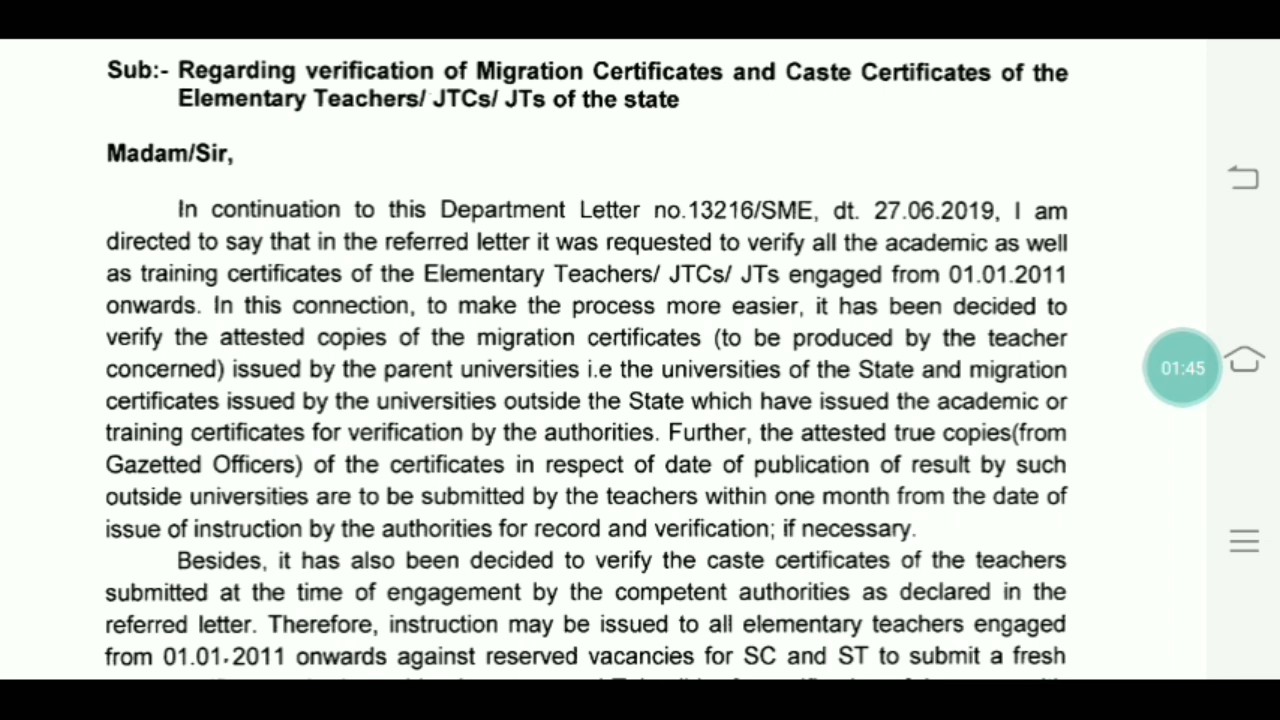 Sub:- Regarding verification of Migration Certificates and Caste Certificates of the
Elementary Teachers/ JTCs/ JTs of the state
Madam/Sir,
In continuation to this Department Letter no.13216/SME, dt. 27.06.2019, I am
directed to say that in the referred letter it was requested to verify all the academic as well
as training certificates of the Elementary Teachers/ JTCs/ JTs engaged from 01.01.2011
onwards. In this connection, to make the process more easier, it has been decided to
verify the attested copies of the migration certificates (to be produced by the teacher
concerned) issued by the parent universities i.e the universities of the State and migration
certificates issued by the universities outside the State which have issued the academic or
training certificates for verification by the authorities. Further, the attested true copies(from
Gazetted Officers) of the certificates in respect of date of publication of result by such
outside universities are to be submitted by the teachers within one month from the date of
issue of instruction by the authorities for record and verification; if necessary.
Besides, it has also been decided to verify the caste certificates of the teachers
submitted at the time of engagement by the competent authorities as declared in the
referred letter. Therefore, instruction may be issued to all elementary teachers engaged
from 01.01.2011 onwards against reserved vacancies for SC and ST to submit a fresh
01:45